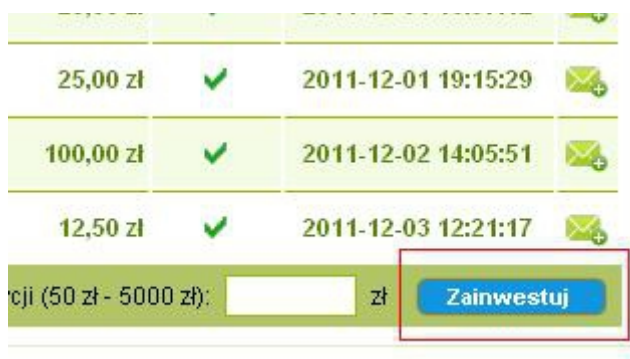 25,00 zł 2011-12-01 19:15:29
100,00 zł 2011-12-02 14:05:51
12,50 zł 2011-12-03 12:21:17
cji (50 zł - 5000 zł): zł Zainwestuj